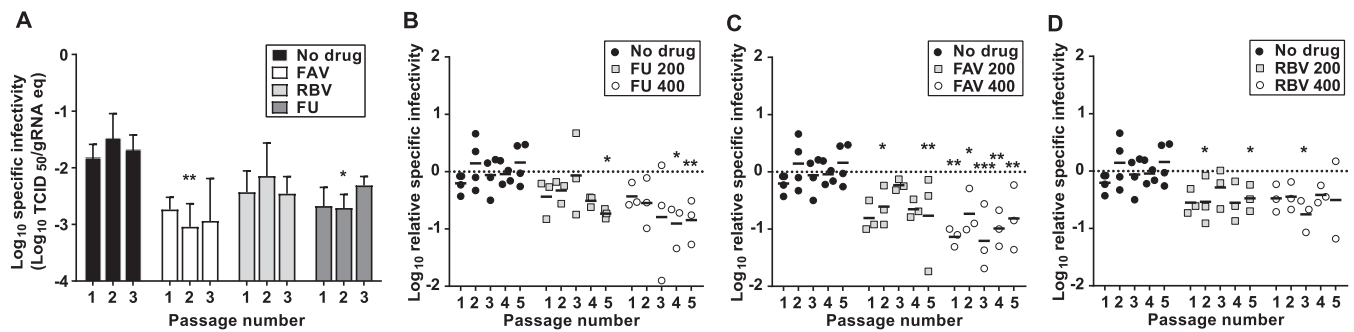 A
Log10 specific infectivity
(Log10 TCID 50/gRNA eq)
0
-1
-2
-3
-4
No drug
FAV
RBV
FU
**
*
1 2 3 1 2 3 1 2 3 1 2 3
Passage number
B
Log10 relative specific infectivity
2
1
0
-1
-2
No drug
FU 200
FU 400
*
*
**
1 2 3 4 5 1 2 3 4 5 1 2 3 4 5
Passage number
C
Log10 relative specific infectivity
2
1
0
-1
-2
No drug
FAV 200
FAV 400
*
**
**
*
***
**
**
1 2 3 4 5 1 2 3 4 5 1 2 3 4 5
Passage number
D
Log10 relative specific infectivity
2
1
0
-1
-2
No drug
RBV 200
RBV 400
*
*
*
1 2 3 4 5 1 2 3 4 5 1 2 3 4 5
Passage number